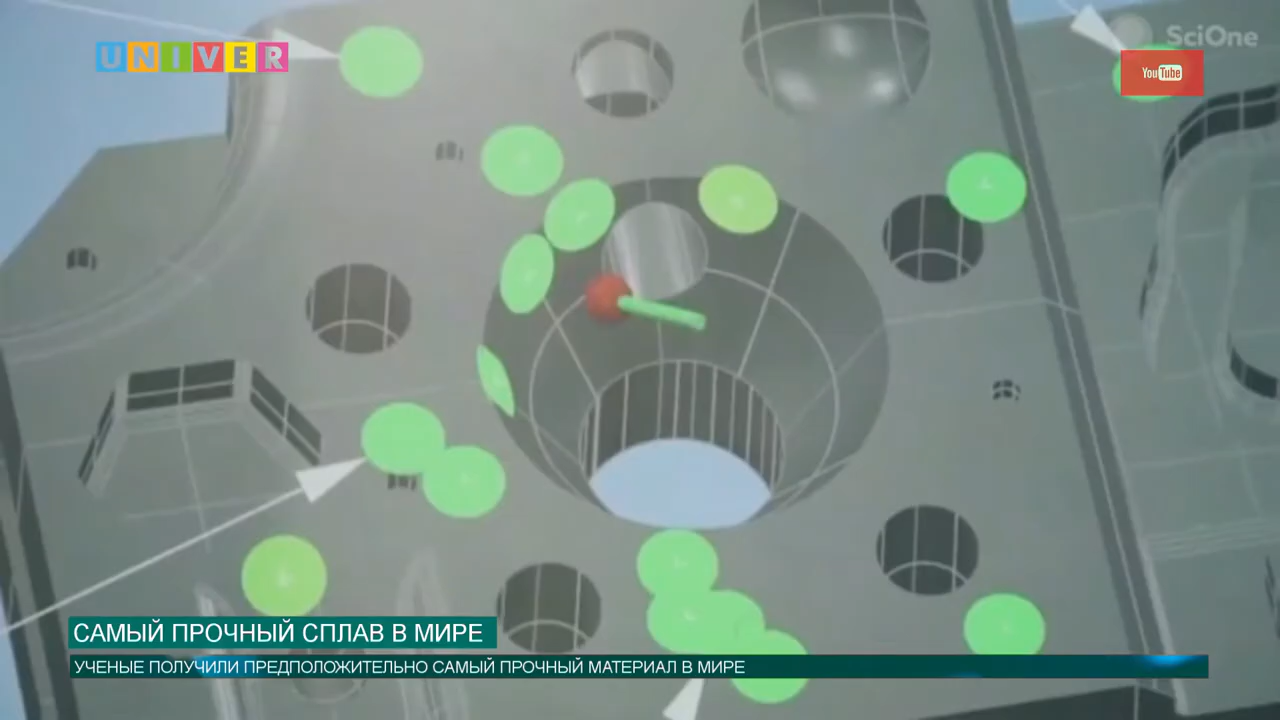 UNIVER
SciOne
YouTube
САМЫЙ ПРОЧНЫЙ СПЛАВ В МИРЕ
УЧЕНЫЕ ПОЛУЧИЛИ ПРЕДПОЛОЖИТЕЛЬНО САМЫЙ ПРОЧНЫЙ МАТЕРИАЛ В МИРЕ